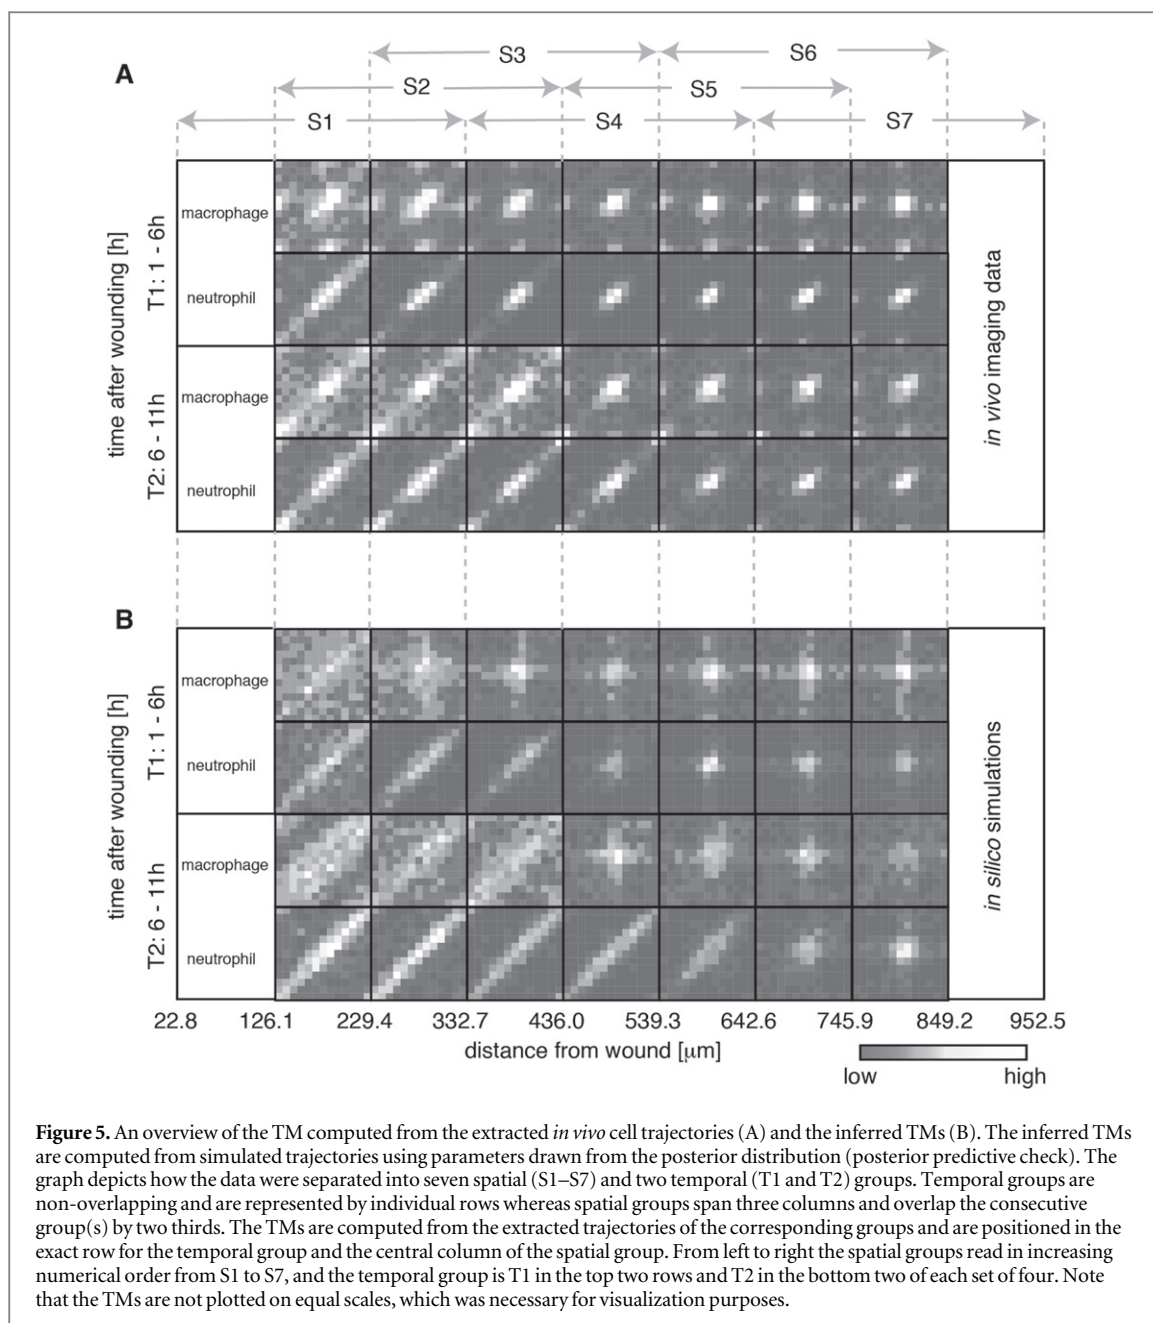 A
S3
S6
S2
S5
S1
S4
S7
time after wounding [h]
T1: 1 - 6h
macrophage
neutrophil
T2: 6 - 11h
macrophage
neutrophil
in vivo imaging data
B
time after wounding [h]
T1: 1 - 6h
macrophage
neutrophil
T2: 6 - 11h
macrophage
neutrophil
in silico simulations
22.8 126.1 229.4 332.7 436.0 539.3 642.6 745.9 849.2 952.5
distance from wound [μm]
low high
Figure 5. An overview of the TM computed from the extracted in vivo cell trajectories (A) and the inferred TMs (B). The inferred TMs
are computed from simulated trajectories using parameters drawn from the posterior distribution (posterior predictive check). The
graph depicts how the data were separated into seven spatial (S1–S7) and two temporal (T1 and T2) groups. Temporal groups are
non-overlapping and are represented by individual rows whereas spatial groups span three columns and overlap the consecutive
group(s) by two thirds. The TMs are computed from the extracted trajectories of the corresponding groups and are positioned in the
exact row for the temporal group and the central column of the spatial group. From left to right the spatial groups read in increasing
numerical order from S1 to S7, and the temporal group is T1 in the top two rows and T2 in the bottom two of each set of four. Note
that the TMs are not plotted on equal scales, which was necessary for visualization purposes.